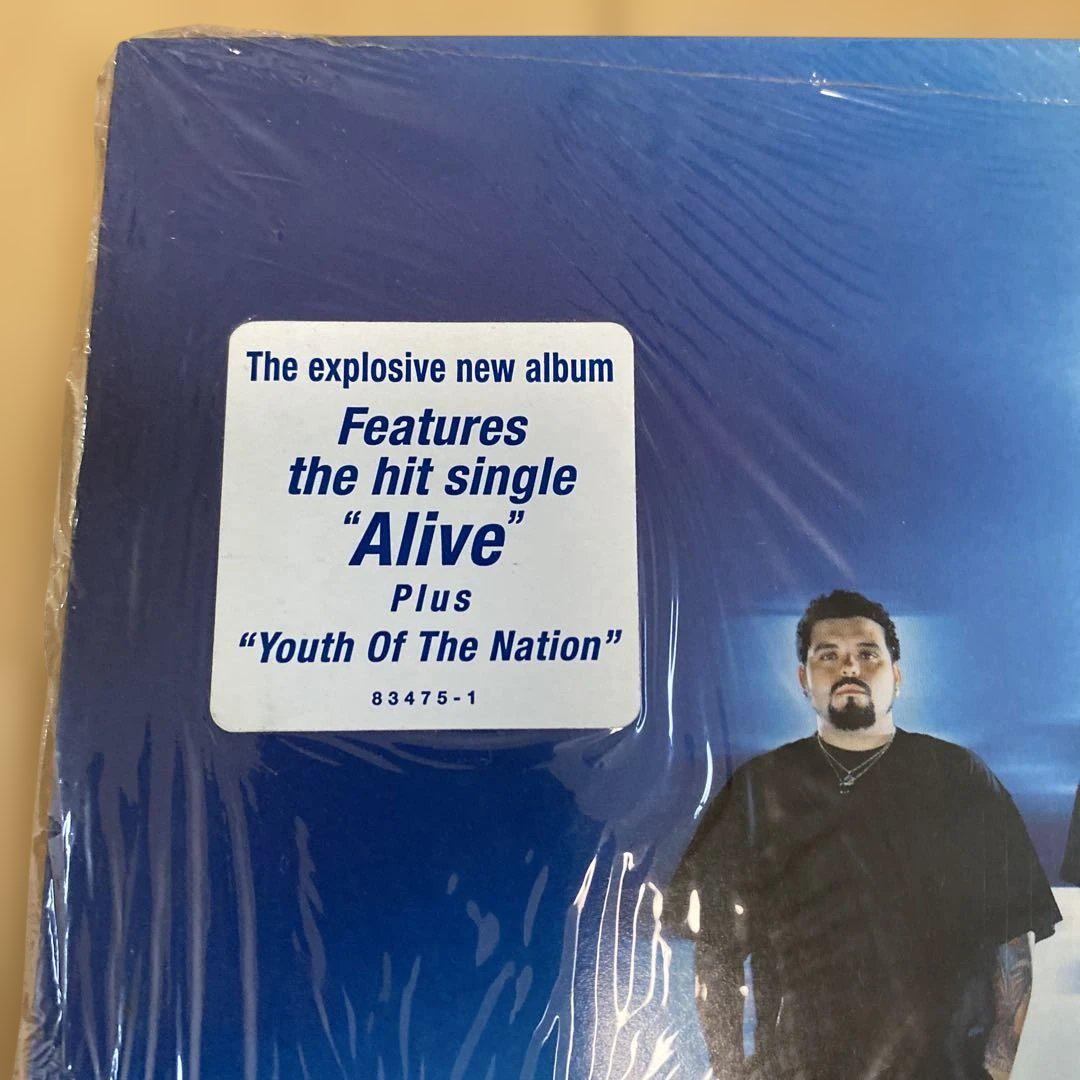 The explosive new album
Features
the hit single
“Alive”
Plus
“Youth Of The Nation”
83475-1